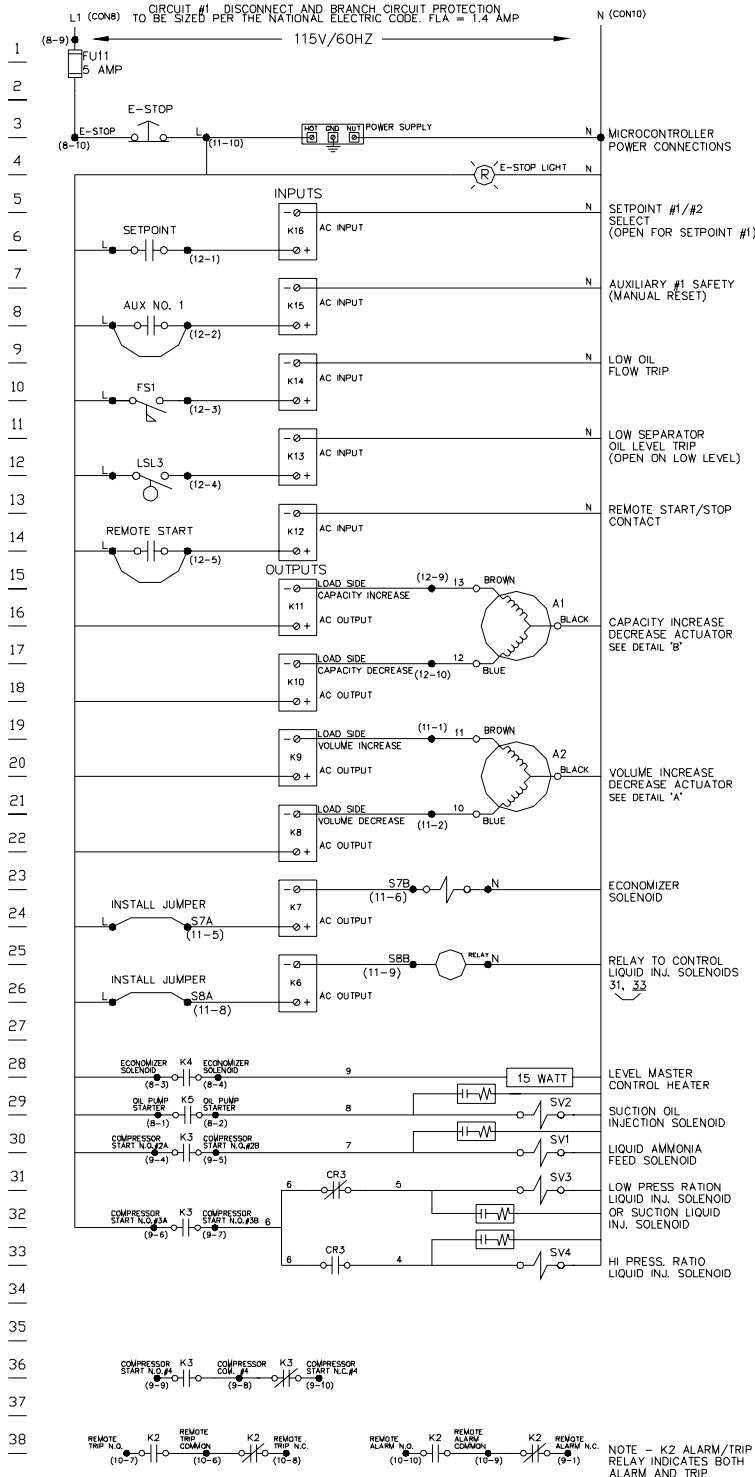 CIRCUIT #1 DISCONNECT AND BRANCH CIRCUIT PROTECTION
TO BE SIZED PER THE NATIONAL ELECTRIC CODE. FLA = 1.4 AMP
L1 (CON8)
N (CON10)
115V/60HZ
(8-9)
1
FU11
5 AMP
2
E-STOP
3
E-STOP
(8-10)
L
(11-10)
HOT GND NUT
POWER SUPPLY
N
MICROCONTROLLER
POWER CONNECTIONS
4
R
E-STOP LIGHT
N
5
INPUTS
- K16 +
AC INPUT
N
SETPOINT #1/#2
SELECT
(OPEN FOR SETPOINT #1)
6
SETPOINT
L
(12-1)
7
- K15 +
AC INPUT
N
AUXILIARY #1 SAFETY
(MANUAL RESET)
8
AUX NO. 1
L
(12-2)
9
- K14 +
AC INPUT
N
LOW OIL
FLOW TRIP
10
FS1
L
(12-3)
11
- K13 +
AC INPUT
N
LOW SEPARATOR
OIL LEVEL TRIP
(OPEN ON LOW LEVEL)
12
LSL3
L
(12-4)
13
- K12 +
AC INPUT
N
REMOTE START/STOP
CONTACT
14
REMOTE START
L
(12-5)
15
OUTPUTS
LOAD SIDE
CAPACITY INCREASE
(12-9)
13
BROWN
16
- K11 +
AC OUTPUT
A1
BLACK
CAPACITY INCREASE
DECREASE ACTUATOR
SEE DETAIL 'B'
17
LOAD SIDE
CAPACITY DECREASE
(12-10)
12
BLUE
18
- K10 +
AC OUTPUT
19
LOAD SIDE
VOLUME INCREASE
(11-1)
11
BROWN
20
- K9 +
AC OUTPUT
A2
BLACK
VOLUME INCREASE
DECREASE ACTUATOR
SEE DETAIL 'A'
21
LOAD SIDE
VOLUME DECREASE
(11-2)
10
BLUE
22
- K8 +
AC OUTPUT
23
S7B
(11-6)
N
ECONOMIZER
SOLENOID
24
INSTALL JUMPER
L
S7A
(11-5)
- K7 +
AC OUTPUT
25
S8B
(11-9)
RELAY
N
RELAY TO CONTROL
LIQUID INJ. SOLENOIDS
31, 33
26
INSTALL JUMPER
L
S8A
(11-8)
- K6 +
AC OUTPUT
27
28
ECONOMIZER
SOLENOID
(8-3)
K4
ECONOMIZER
SOLENOID
(8-4)
9
15 WATT
LEVEL MASTER
CONTROL HEATER
29
OIL PUMP
STARTER
(8-1)
K5
OIL PUMP
STARTER
(8-2)
8
SV2
SUCTION OIL
INJECTION SOLENOID
30
COMPRESSOR
START N.O.#2A
(9-4)
K3
COMPRESSOR
START N.O.#2B
(9-5)
7
SV1
LIQUID AMMONIA
FEED SOLENOID
31
6
CR3
5
SV3
LOW PRESS RATION
LIQUID INJ. SOLENOID
OR SUCTION LIQUID
INJ. SOLENOID
32
COMPRESSOR
START N.O.#3A
(9-6)
K3
COMPRESSOR
START N.O.#3B
(9-7)
6
33
6
CR3
4
SV4
HI PRESS. RATIO
LIQUID INJ. SOLENOID
34
35
36
COMPRESSOR
START N.O.#4
(9-9)
K3
COMPRESSOR
COM. #4
(9-8)
K3
COMPRESSOR
START N.C.#4
(9-10)
37
38
REMOTE
TRIP N.O.
(10-7)
K2
REMOTE
TRIP
COMMON
(10-6)
K2
REMOTE
TRIP N.C.
(10-8)
REMOTE
ALARM N.O.
(10-10)
K2
REMOTE
ALARM
COMMON
(10-9)
K2
REMOTE
ALARM N.C.
(9-1)
NOTE - K2 ALARM/TRIP
RELAY INDICATES BOTH
ALARM AND TRIP